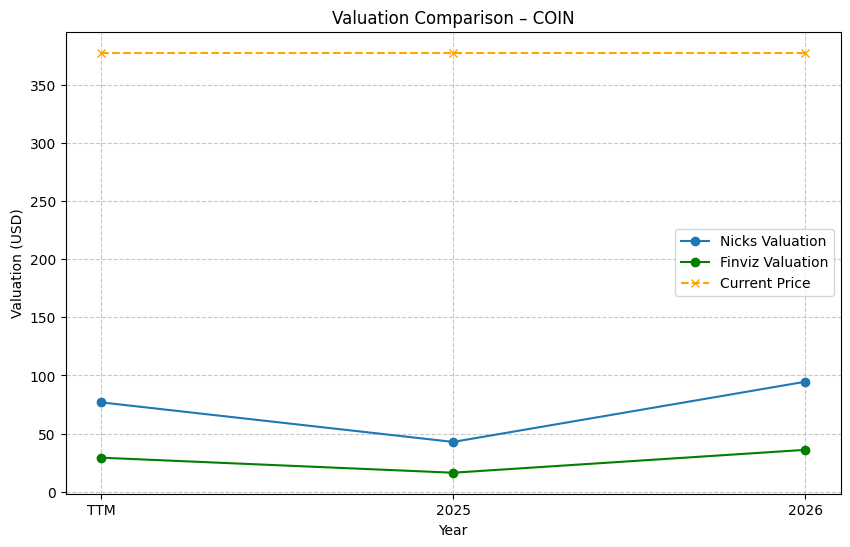 Valuation Comparison – COIN
Valuation (USD)
350
300
250
200
150
100
50
0
Nicks Valuation
Finviz Valuation
Current Price
TTM
2025
2026
Year